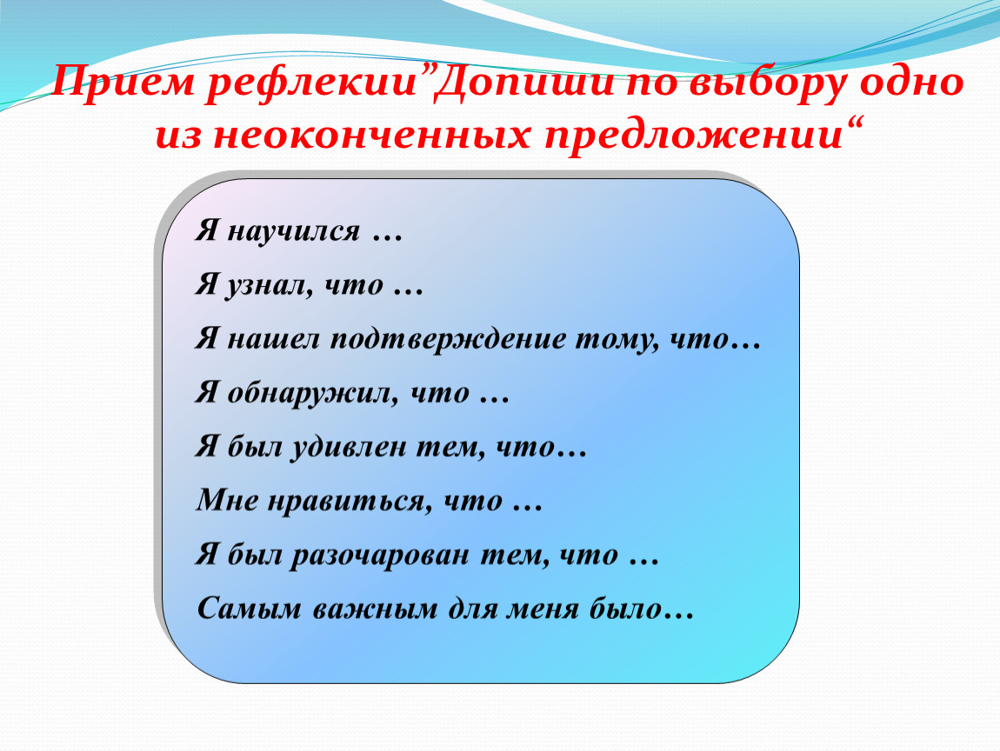 Прием рефлекии”Допиши по выбору одно
из неоконченных предложении“
Я научился …
Я узнал, что …
Я нашел подтверждение тому, что…
Я обнаружил, что …
Я был удивлен тем, что…
Мне нравиться, что …
Я был разочарован тем, что …
Самым важным для меня было…